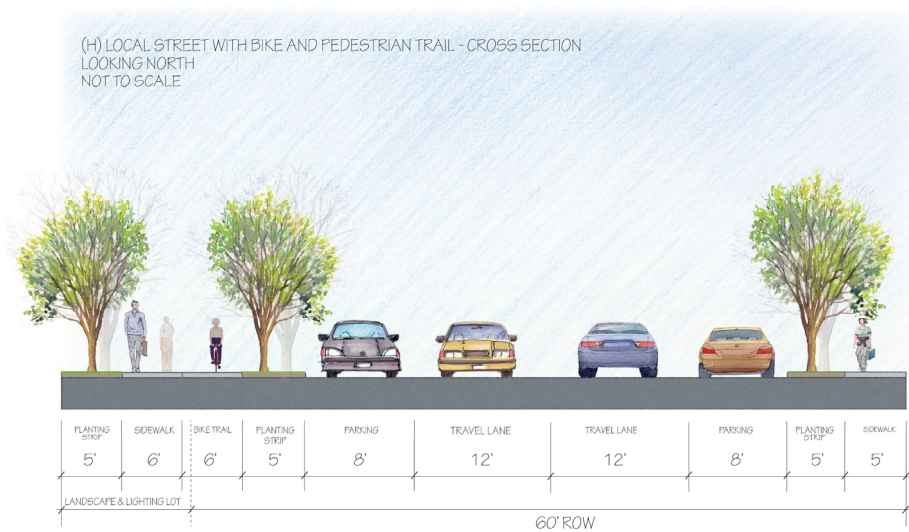 (H) LOCAL STREET WITH BIKE AND PEDESTRIAN TRAIL - CROSS SECTION
LOOKING NORTH
NOT TO SCALE
PLANTING STRIP
5'
SIDEWALK
6'
BIKE TRAIL
6'
PLANTING STRIP
5'
PARKING
8'
TRAVEL LANE
12'
TRAVEL LANE
12'
PARKING
8'
PLANTING STRIP
5'
SIDEWALK
5'
LANDSCAPE & LIGHTING LOT
60' ROW